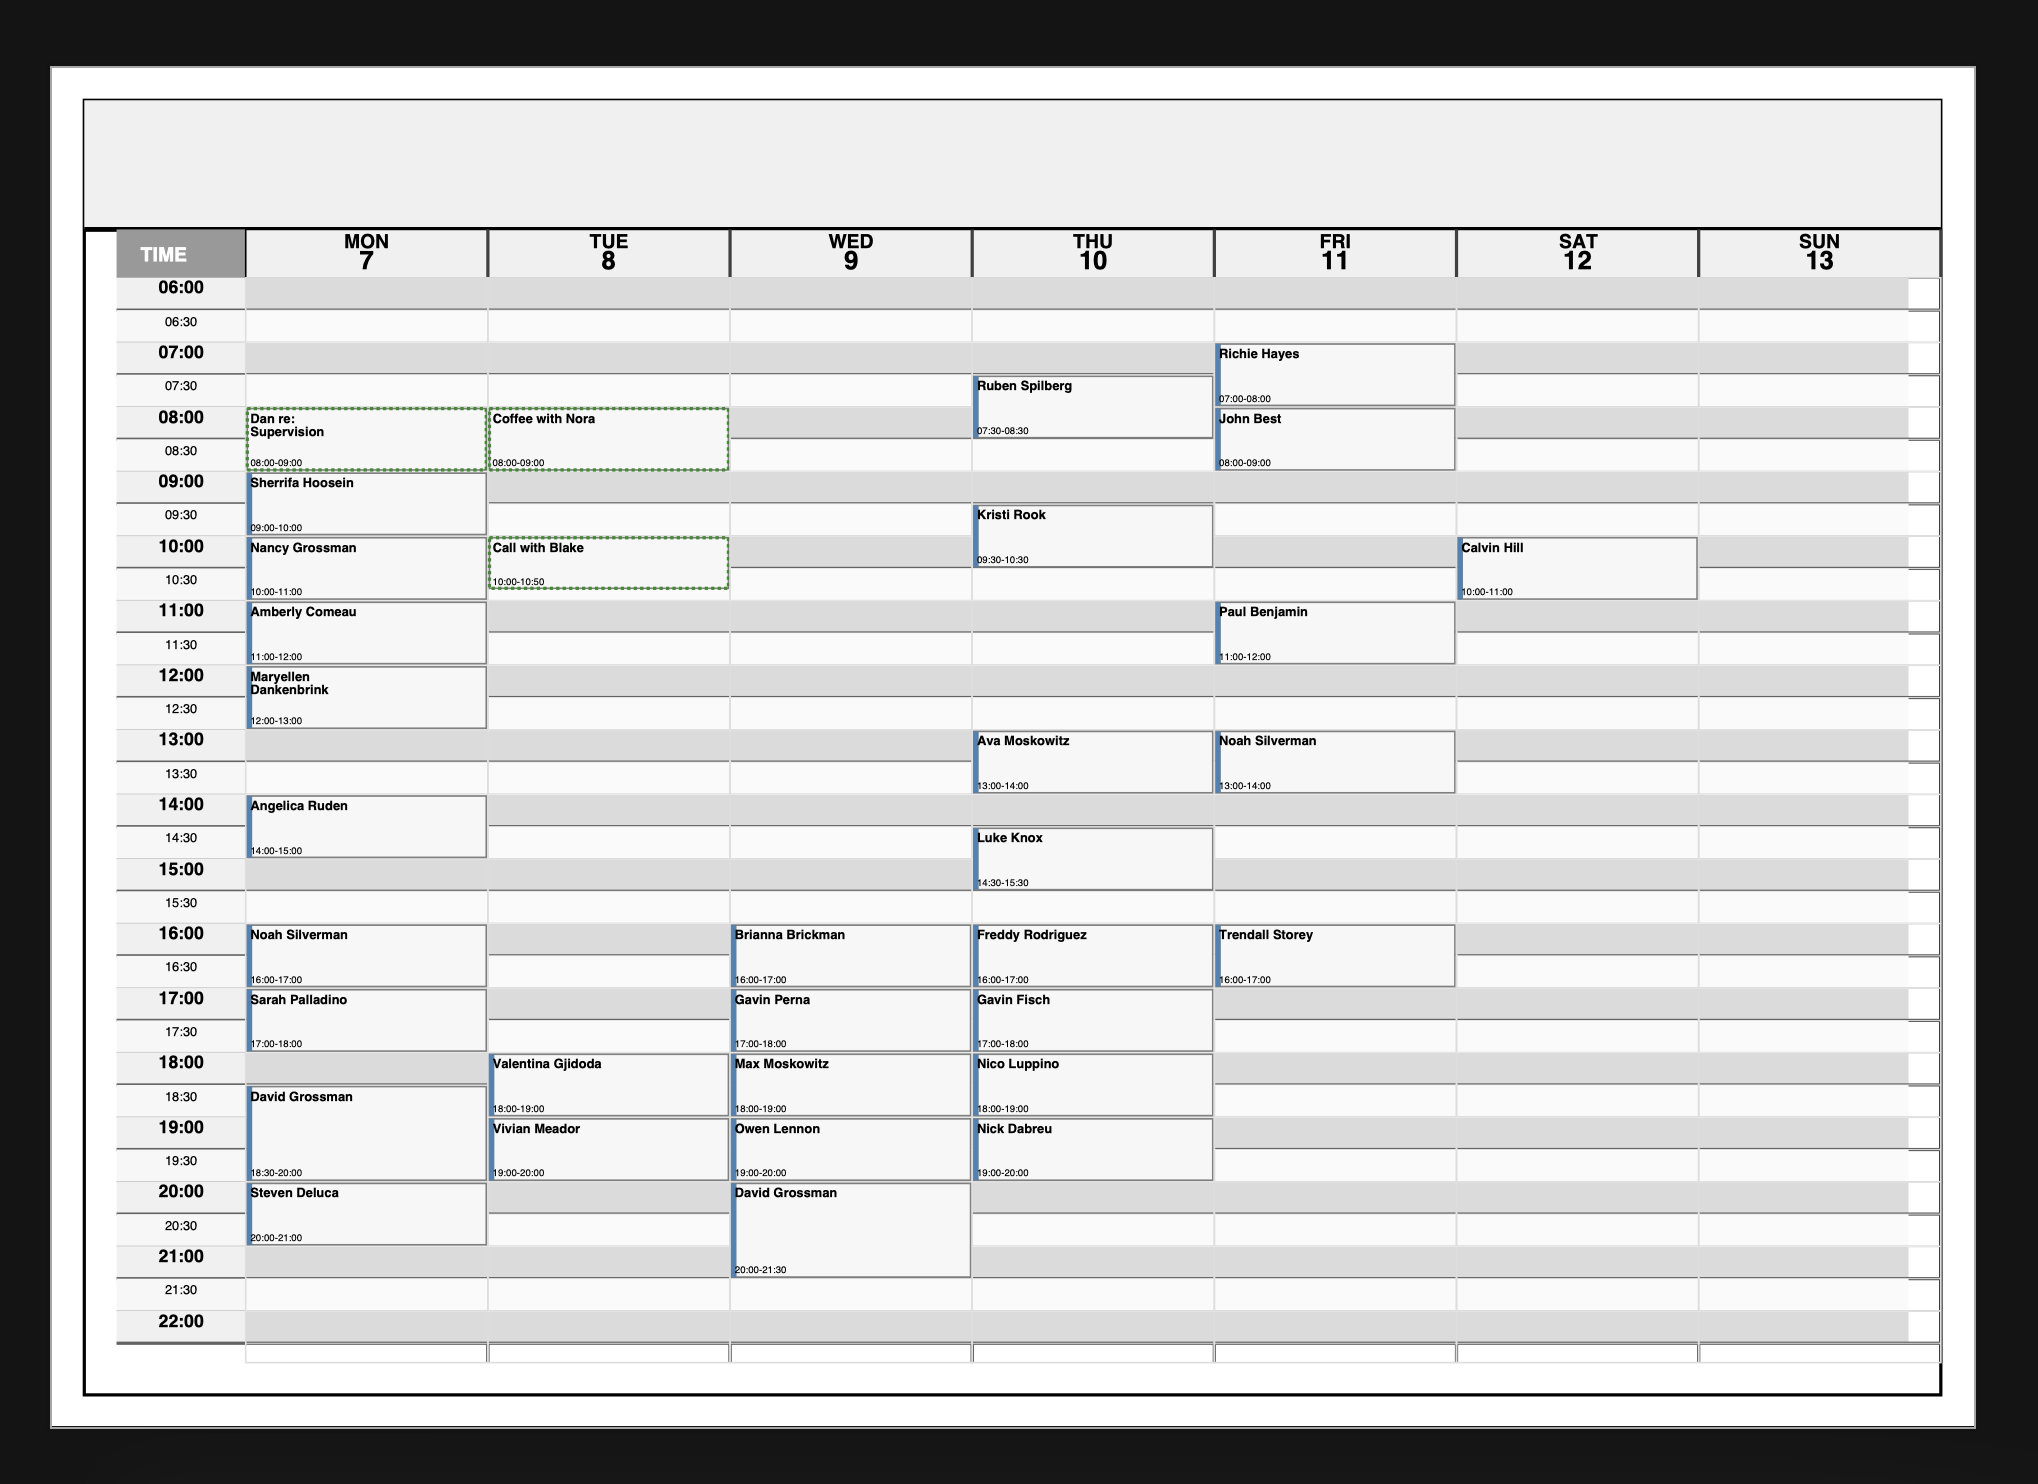 TIME
MON
7
TUE
8
WED
9
THU
10
FRI
11
SAT
12
SUN
13
06:00
06:30
07:00
Richie Hayes
07:00-08:00
07:30
Ruben Spilberg
07:30-08:30
08:00
Dan re:
Supervision
08:00-09:00
Coffee with Nora
08:00-09:00
John Best
08:00-09:00
08:30
09:00
Sherrifa Hoosein
09:00-10:00
09:30
Kristi Rook
09:30-10:30
10:00
Nancy Grossman
10:00-11:00
Call with Blake
10:00-10:50
Calvin Hill
10:00-11:00
10:30
11:00
Amberly Comeau
11:00-12:00
Paul Benjamin
11:00-12:00
11:30
12:00
Maryellen
Dankenbrink
12:00-13:00
12:30
13:00
Ava Moskowitz
13:00-14:00
Noah Silverman
13:00-14:00
13:30
14:00
Angelica Ruden
14:00-15:00
14:30
Luke Knox
14:30-15:30
15:00
15:30
16:00
Noah Silverman
16:00-17:00
Brianna Brickman
16:00-17:00
Freddy Rodriguez
16:00-17:00
Trendall Storey
16:00-17:00
16:30
17:00
Sarah Palladino
17:00-18:00
Gavin Perna
17:00-18:00
Gavin Fisch
17:00-18:00
17:30
18:00
Valentina Gjidoda
18:00-19:00
Max Moskowitz
18:00-19:00
Nico Luppino
18:00-19:00
18:30
David Grossman
18:30-20:00
19:00
Vivian Meador
19:00-20:00
Owen Lennon
19:00-20:00
Nick Dabreu
19:00-20:00
19:30
20:00
Steven Deluca
20:00-21:00
David Grossman
20:00-21:30
20:30
21:00
21:30
22:00